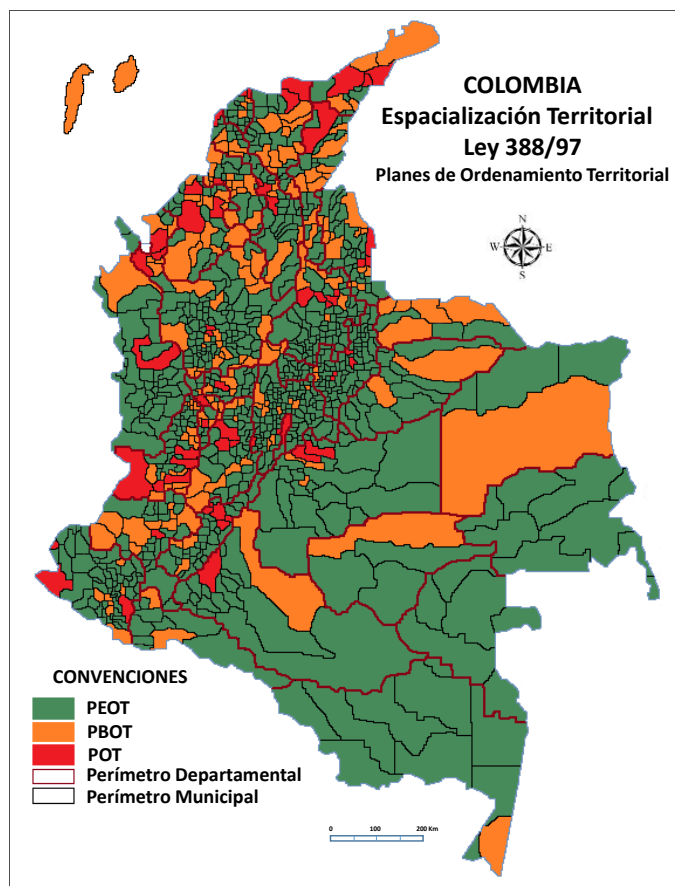 COLOMBIA
Espacialización Territorial
Ley 388/97
Planes de Ordenamiento Territorial
N
W E
S
CONVENCIONES
PEOT
PBOT
POT
Perímetro Departamental
Perímetro Municipal
0 100 200 Km